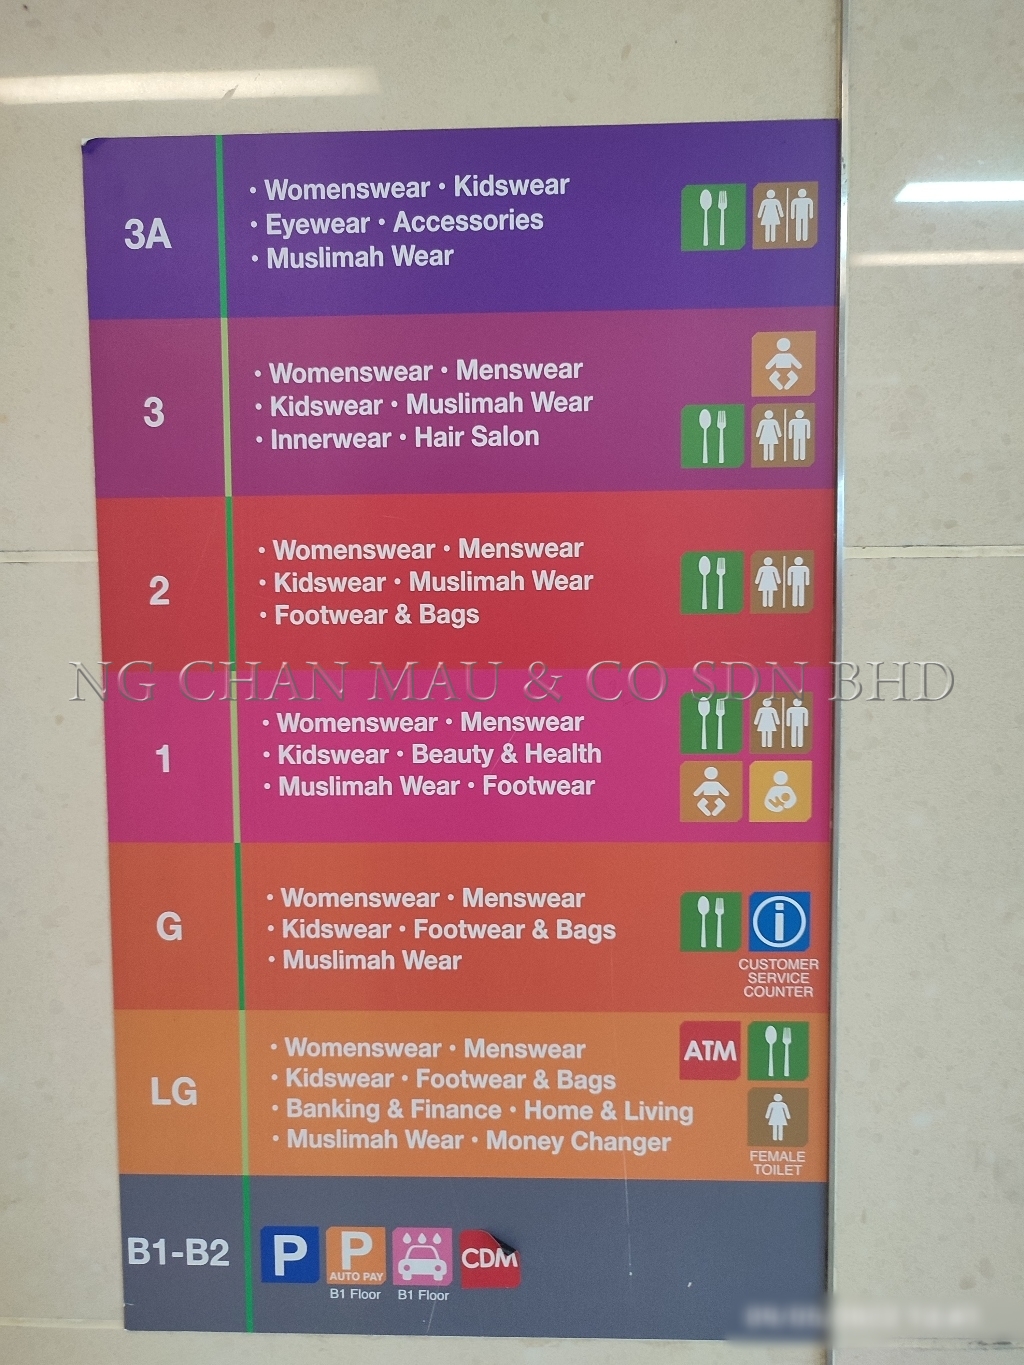 3A
• Womenswear • Kidswear
• Eyewear • Accessories
• Muslimah Wear
3
• Womenswear • Menswear
• Kidswear • Muslimah Wear
• Innerwear • Hair Salon
2
• Womenswear • Menswear
• Kidswear • Muslimah Wear
• Footwear & Bags
NG CHAN MAU & CO SDN BHD
1
• Womenswear • Menswear
• Kidswear • Beauty & Health
• Muslimah Wear • Footwear
G
• Womenswear • Menswear
• Kidswear • Footwear & Bags
• Muslimah Wear
i
CUSTOMER
SERVICE
COUNTER
LG
• Womenswear • Menswear
• Kidswear • Footwear & Bags
• Banking & Finance • Home & Living
• Muslimah Wear • Money Changer
ATM
FEMALE
TOILET
B1-B2
P
P
AUTO PAY
B1 Floor
B1 Floor
CDM